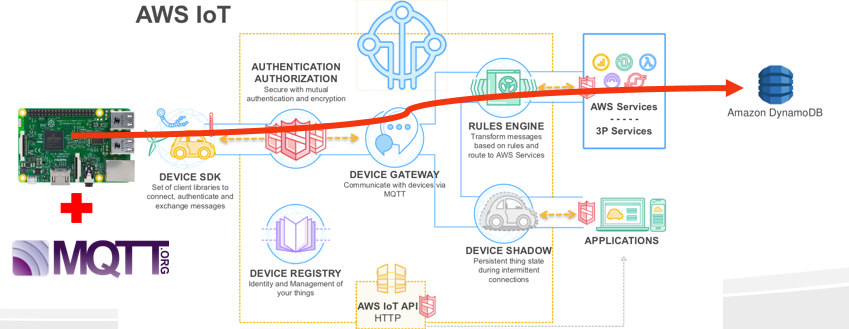 AWS IoT
AUTHENTICATION
AUTHORIZATION
Secure with mutual
authentication and encryption
RULES ENGINE
Transform messages
based on rules and
route to AWS Services
AWS Services
- - - - -
3P Services
Amazon DynamoDB
DEVICE SDK
Set of client libraries to
connect, authenticate and
exchange messages
DEVICE GATEWAY
Communicate with devices via
MQTT
MQTT.ORG
DEVICE REGISTRY
Identity and Management of
your things
DEVICE SHADOW
Persistent thing state
during intermittent
connections
APPLICATIONS
AWS IoT API
HTTP